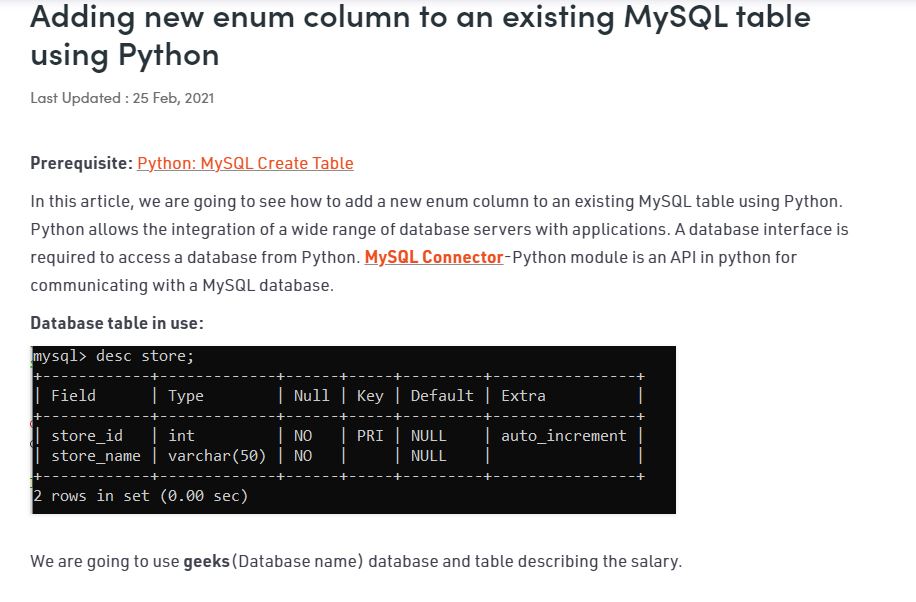 Adding new enum column to an existing MySQL table
using Python
Last Updated : 25 Feb, 2021
Prerequisite: Python: MySQL Create Table
In this article, we are going to see how to add a new enum column to an existing MySQL table using Python.
Python allows the integration of a wide range of database servers with applications. A database interface is
required to access a database from Python. MySQL Connector-Python module is an API in python for
communicating with a MySQL database.
Database table in use:
mysql> desc store;
+------------+-------------+------+-----+---------+----------------+
| Field      | Type        | Null | Key | Default | Extra          |
+------------+-------------+------+-----+---------+----------------+
| store_id   | int         | NO   | PRI | NULL    | auto_increment |
| store_name | varchar(50) | NO   |     | NULL    |                |
+------------+-------------+------+-----+---------+----------------+
2 rows in set (0.00 sec)
We are going to use geeks(Database name) database and table describing the salary.